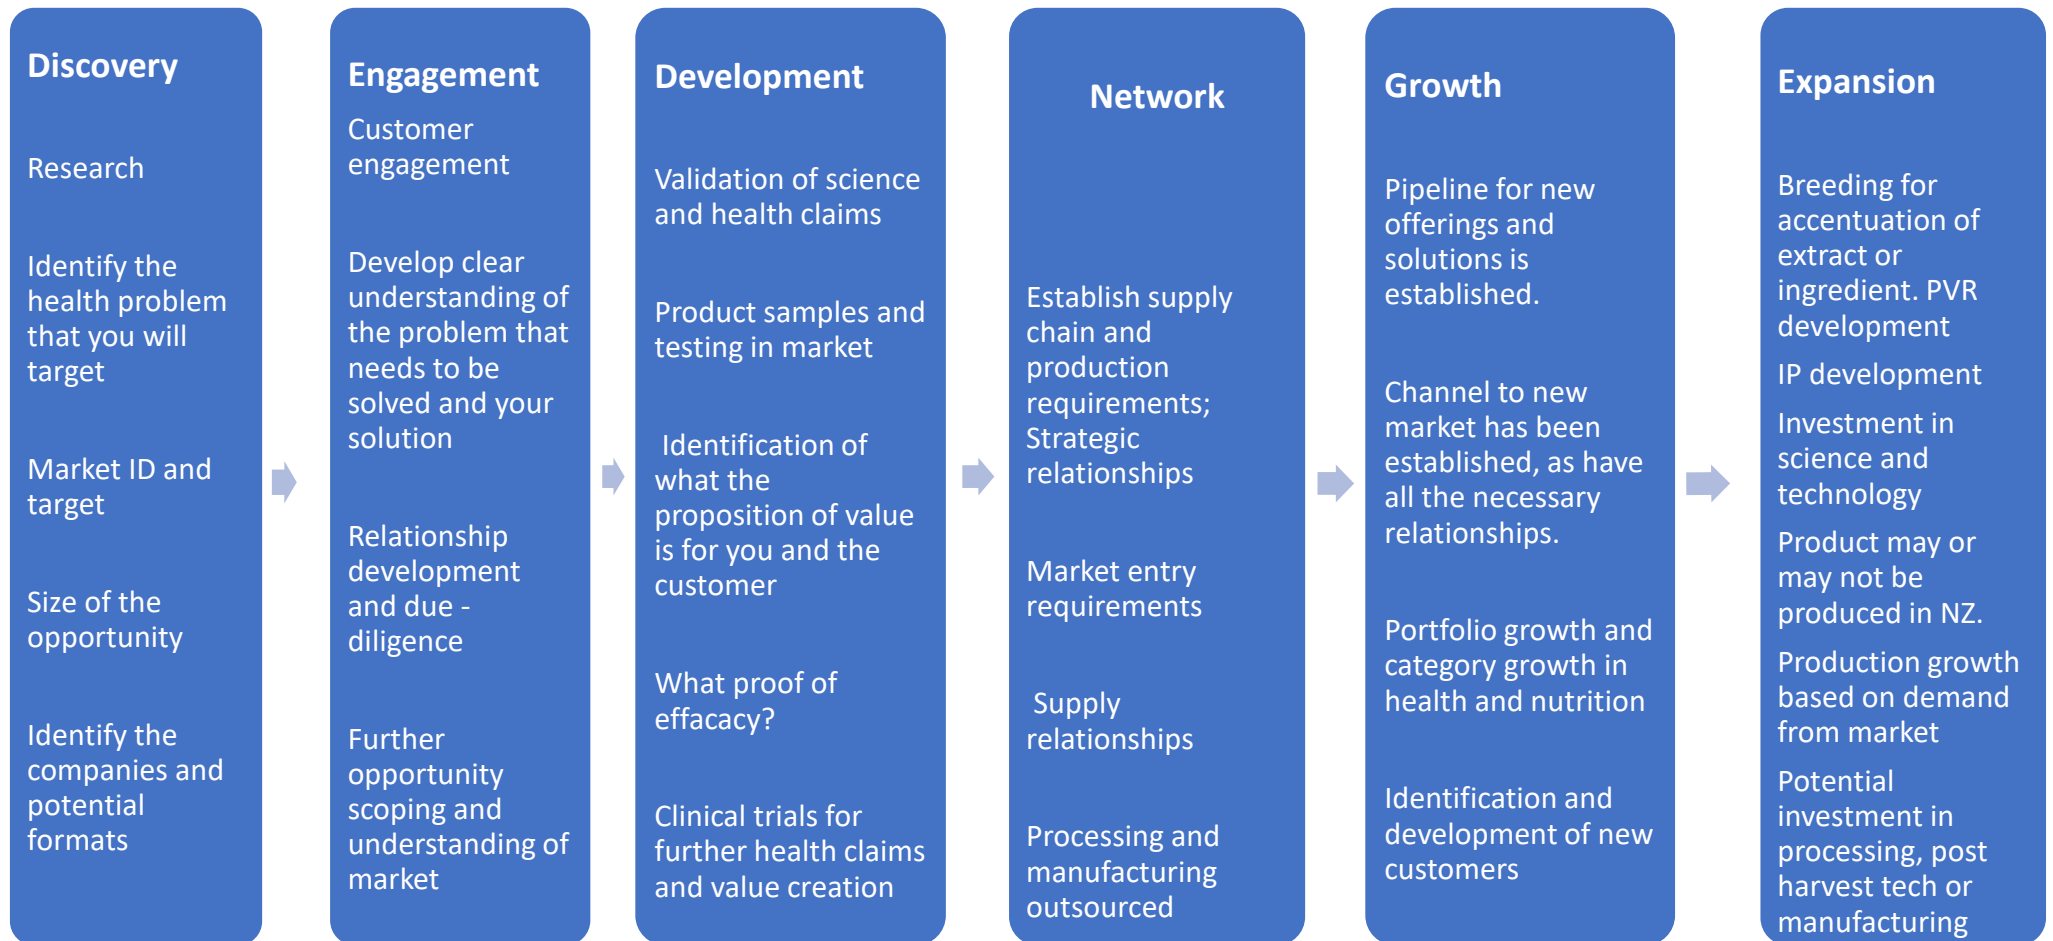 Discovery
Research
Identify the
health problem
that you will
target
Market ID and
target
Size of the
opportunity
Identify the
companies and
potential
formats
Engagement
Customer
engagement
Develop clear
understanding of
the problem that
needs to be
solved and your
solution
Relationship
development
and due -
diligence
Further
opportunity
scoping and
understanding of
market
Development
Validation of science
and health claims
Product samples and
testing in market
Identification of
what the
proposition of value
is for you and the
customer
What proof of
effacacy?
Clinical trials for
further health claims
and value creation
Network
Establish supply
chain and
production
requirements;
Strategic
relationships
Market entry
requirements
Supply
relationships
Processing and
manufacturing
outsourced
Growth
Pipeline for new
offerings and
solutions is
established.
Channel to new
market has been
established, as have
all the necessary
relationships.
Portfolio growth and
category growth in
health and nutrition
Identification and
development of new
customers
Expansion
Breeding for
accentuation of
extract or
ingredient. PVR
development
IP development
Investment in
science and
technology
Product may or
may not be
produced in NZ.
Production growth
based on demand
from market
Potential
investment in
processing, post
harvest tech or
manufacturing